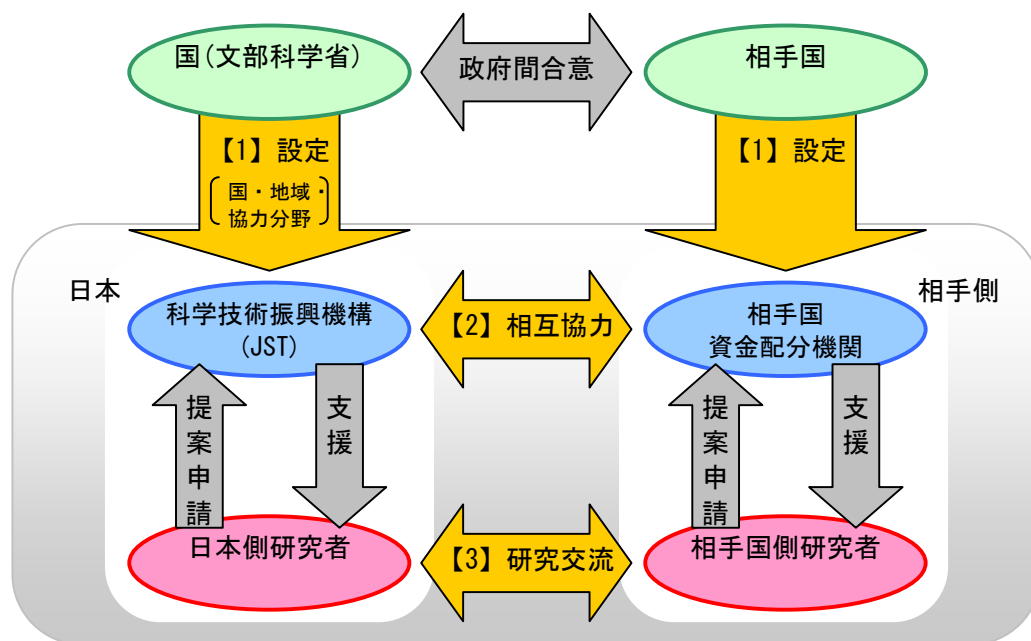 国(文部科学省)
政府間合意
相手国
【1】設定
国・地域・
協力分野
【1】設定
日本
相手側
科学技術振興機構
(JST)
【2】相互協力
相手国
資金配分機関
提案申請
支援
提案申請
支援
日本側研究者
【3】研究交流
相手国側研究者